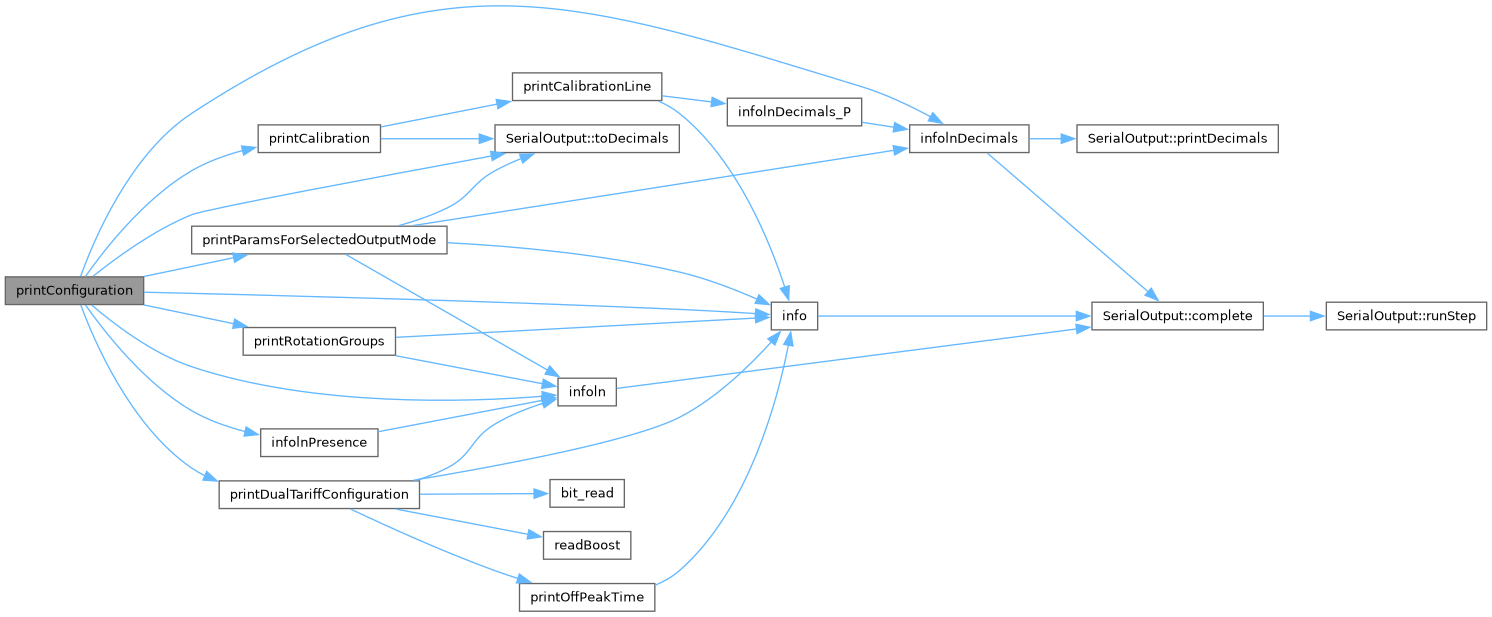 printConfiguration
printCalibration
printParamsForSelectedOutputMode
printRotationGroups
infolnPresence
printDualTariffConfiguration
printCalibrationLine
SerialOutput::toDecimals
infoln
bit_read
readBoost
printOffPeakTime
infolnDecimals_P
info
infolnDecimals
SerialOutput::printDecimals
SerialOutput::complete
SerialOutput::runStep